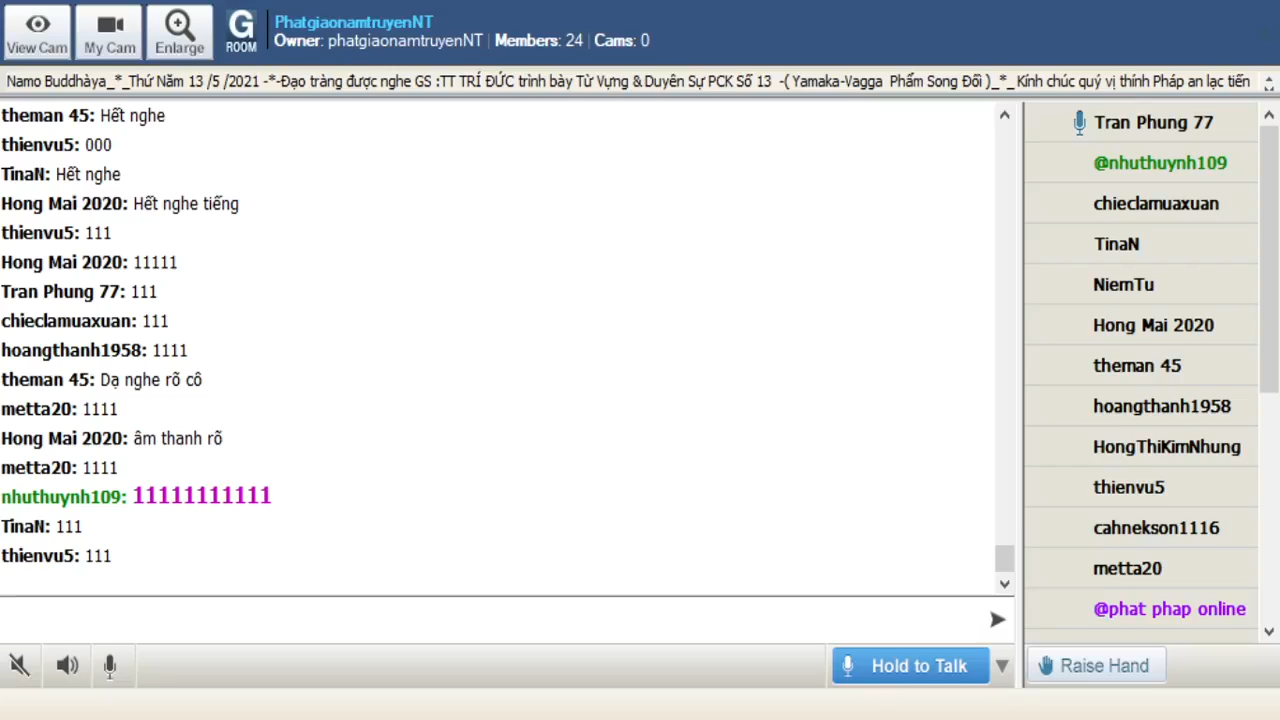 View Cam
My Cam
Enlarge
G
ROOM
PhatgiaonamtruyenNT
Owner: phatgiaonamtruyenNT | Members: 24 | Cams: 0
Namo Buddhàya_*_Thứ Năm 13 /5 /2021 -*-Đạo tràng được nghe GS :TT TRÍ ĐỨC trình bày Từ Vựng & Duyên Sự PCK Số 13 -( Yamaka-Vagga Phẩm Song Đối )_*_ Kính chúc quý vị thính Pháp an lạc tiến
theman 45: Hết nghe
thienvu5: 000
TinaN: Hết nghe
Hong Mai 2020: Hết nghe tiếng
thienvu5: 111
Hong Mai 2020: 11111
Tran Phung 77: 111
chieclamuaxuan: 111
hoangthanh1958: 1111
theman 45: Dạ nghe rõ cô
metta20: 1111
Hong Mai 2020: âm thanh rõ
metta20: 1111
nhuthuynh109: 11111111111
TinaN: 111
thienvu5: 111
Tran Phung 77
@nhuthuynh109
chieclamuaxuan
TinaN
NiemTu
Hong Mai 2020
theman 45
hoangthanh1958
HongThiKimNhung
thienvu5
cahnekson1116
metta20
@phat phap online
Hold to Talk
Raise Hand